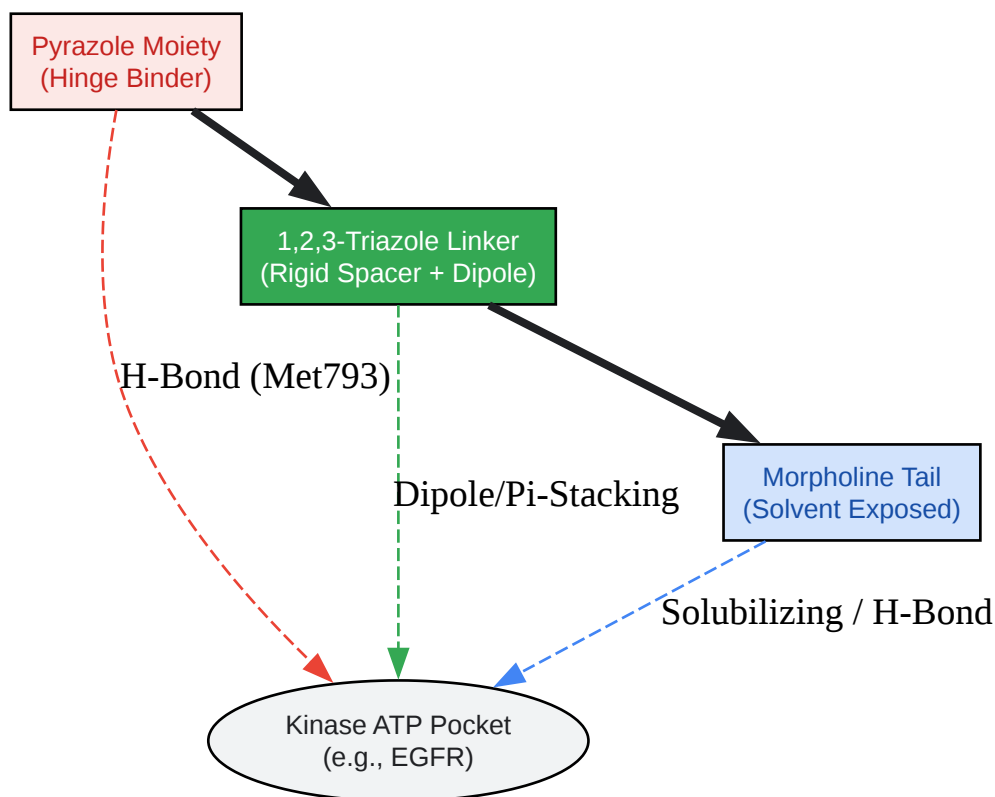 Pyrazole Moiety
(Hinge Binder)
1,2,3-Triazole Linker
(Rigid Spacer + Dipole)
H-Bond (Met793)
Morpholine Tail
(Solvent Exposed)
Dipole/Pi-Stacking
Solubilizing / H-Bond
Kinase ATP Pocket
(e.g., EGFR)